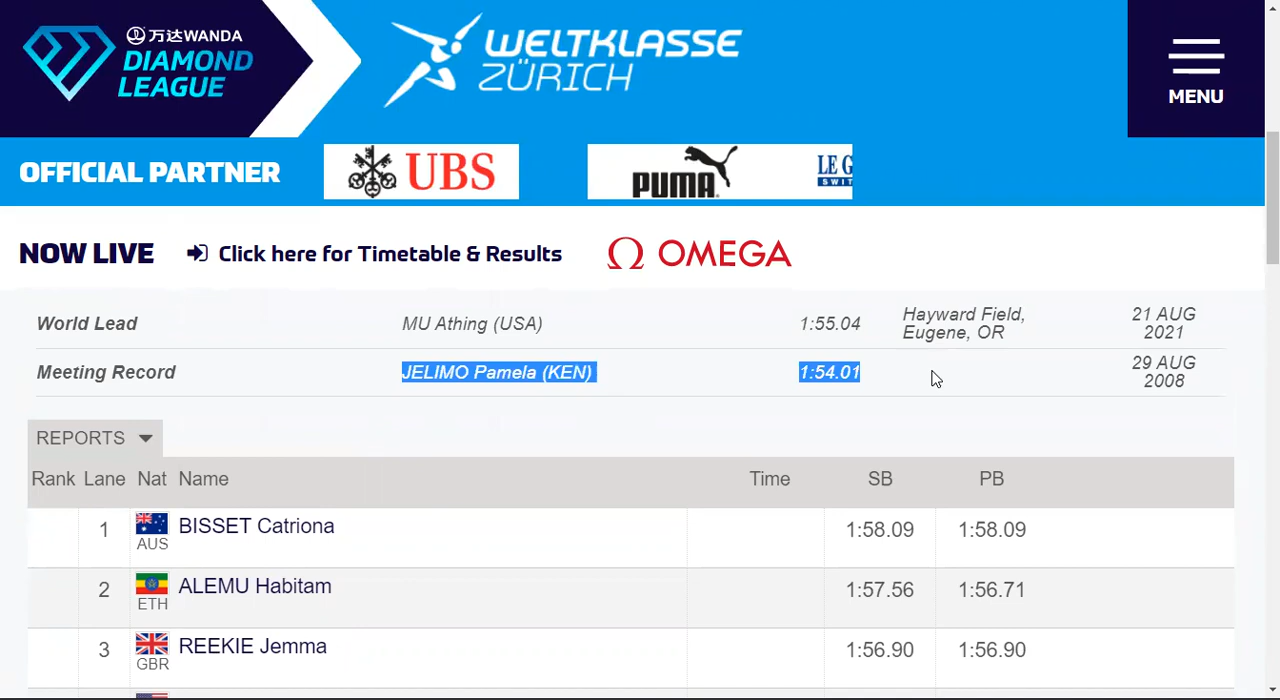 万达WANDA
DIAMOND
LEAGUE
WELTKLASSE
ZÜRICH
MENU
OFFICIAL PARTNER
UBS
PUMA
LE G
SWIT
NOW LIVE Click here for Timetable & Results Ω OMEGA
World Lead MU Athing (USA) 1:55.04 Hayward Field, Eugene, OR 21 AUG 2021
Meeting Record JELIMO Pamela (KEN) 1:54.01 29 AUG 2008
REPORTS
Rank Lane Nat Name Time SB PB
1 AUS BISSET Catriona 1:58.09 1:58.09
2 ETH ALEMU Habitam 1:57.56 1:56.71
3 GBR REEKIE Jemma 1:56.90 1:56.90